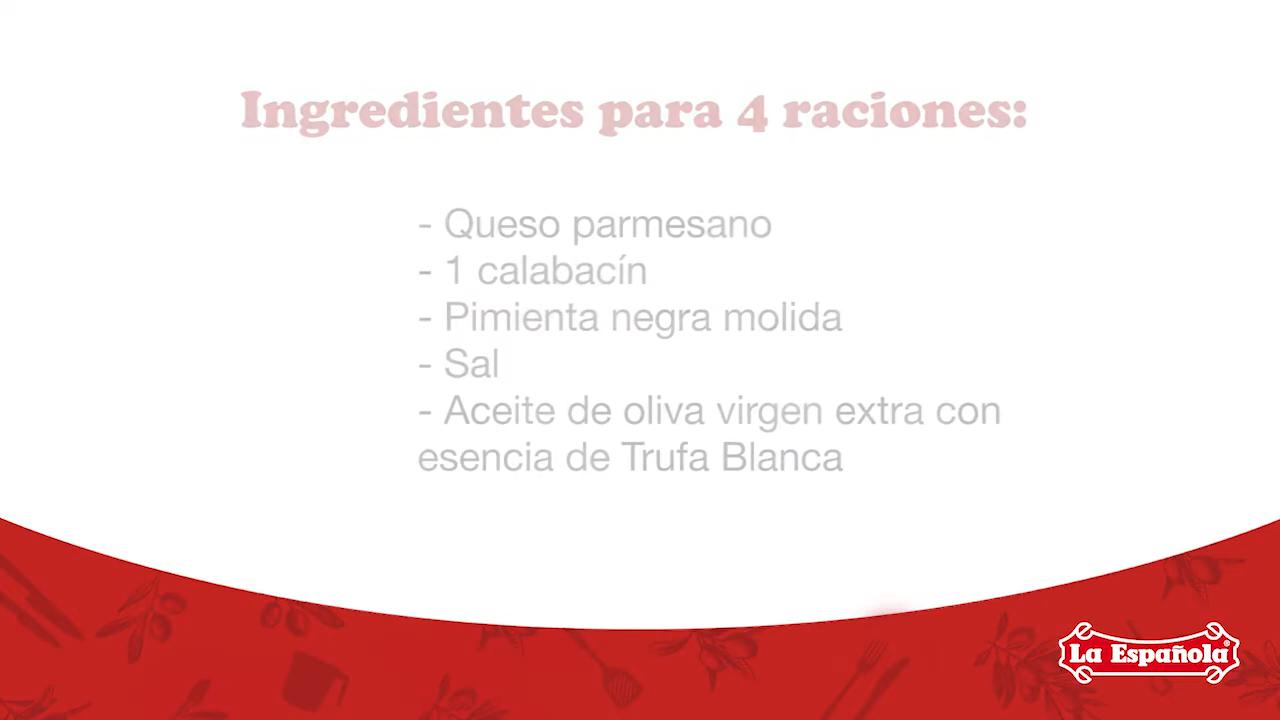 Ingredientes para 4 raciones:
- Queso parmesano
- 1 calabacín
- Pimienta negra molida
- Sal
- Aceite de oliva virgen extra con
esencia de Trufa Blanca
La Española®